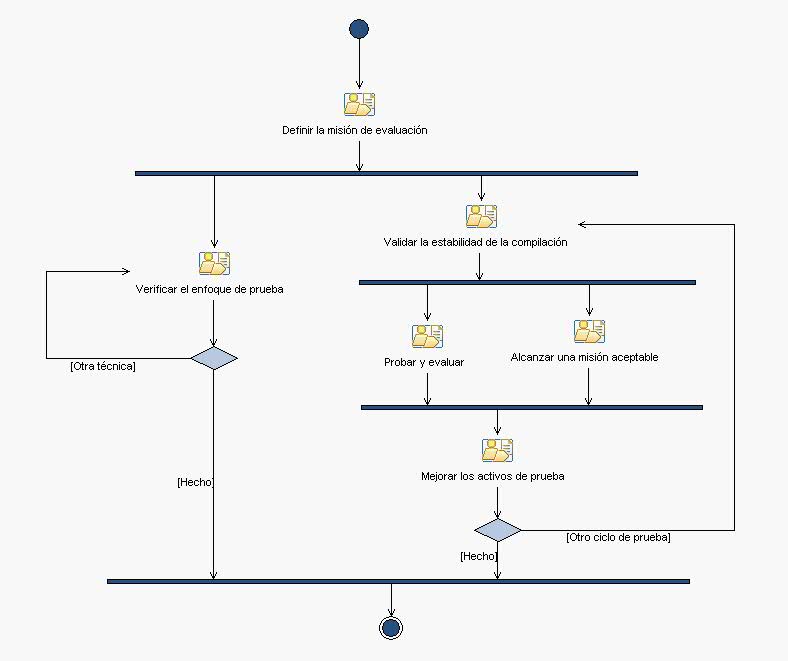 Definir la misión de evaluación
Validar la estabilidad de la compilación
Verificar el enfoque de prueba
[Otra técnica]
Probar y evaluar
Alcanzar una misión aceptable
Mejorar los activos de prueba
[Hecho]
[Otro ciclo de prueba]
[Hecho]